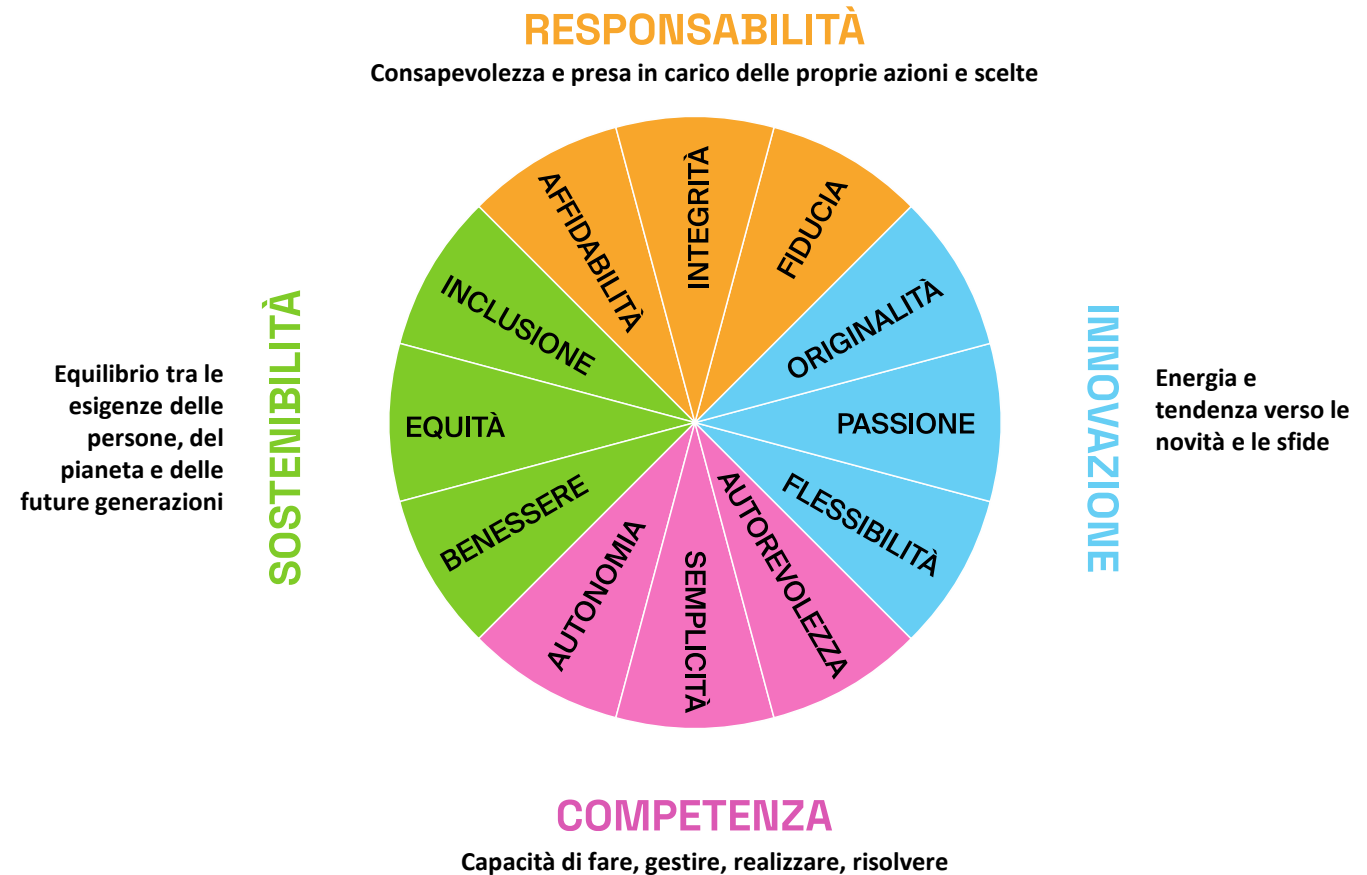 RESPONSABILITÀ
Consapevolezza e presa in carico delle proprie azioni e scelte
AFFIDABILITÀ
INTEGRITÀ
FIDUCIA
INCLUSIONE
EQUITÀ
BENESSERE
ORIGINALITÀ
PASSIONE
FLESSIBILITÀ
AUTONOMIA
SEMPLICITÀ
AUTOREVOLEZZA
SOSTENIBILITÀ
Equilibrio tra le
esigenze delle
persone, del
pianeta e delle
future generazioni
INNOVAZIONE
Energia e
tendenza verso le
novità e le sfide
COMPETENZA
Capacità di fare, gestire, realizzare, risolvere